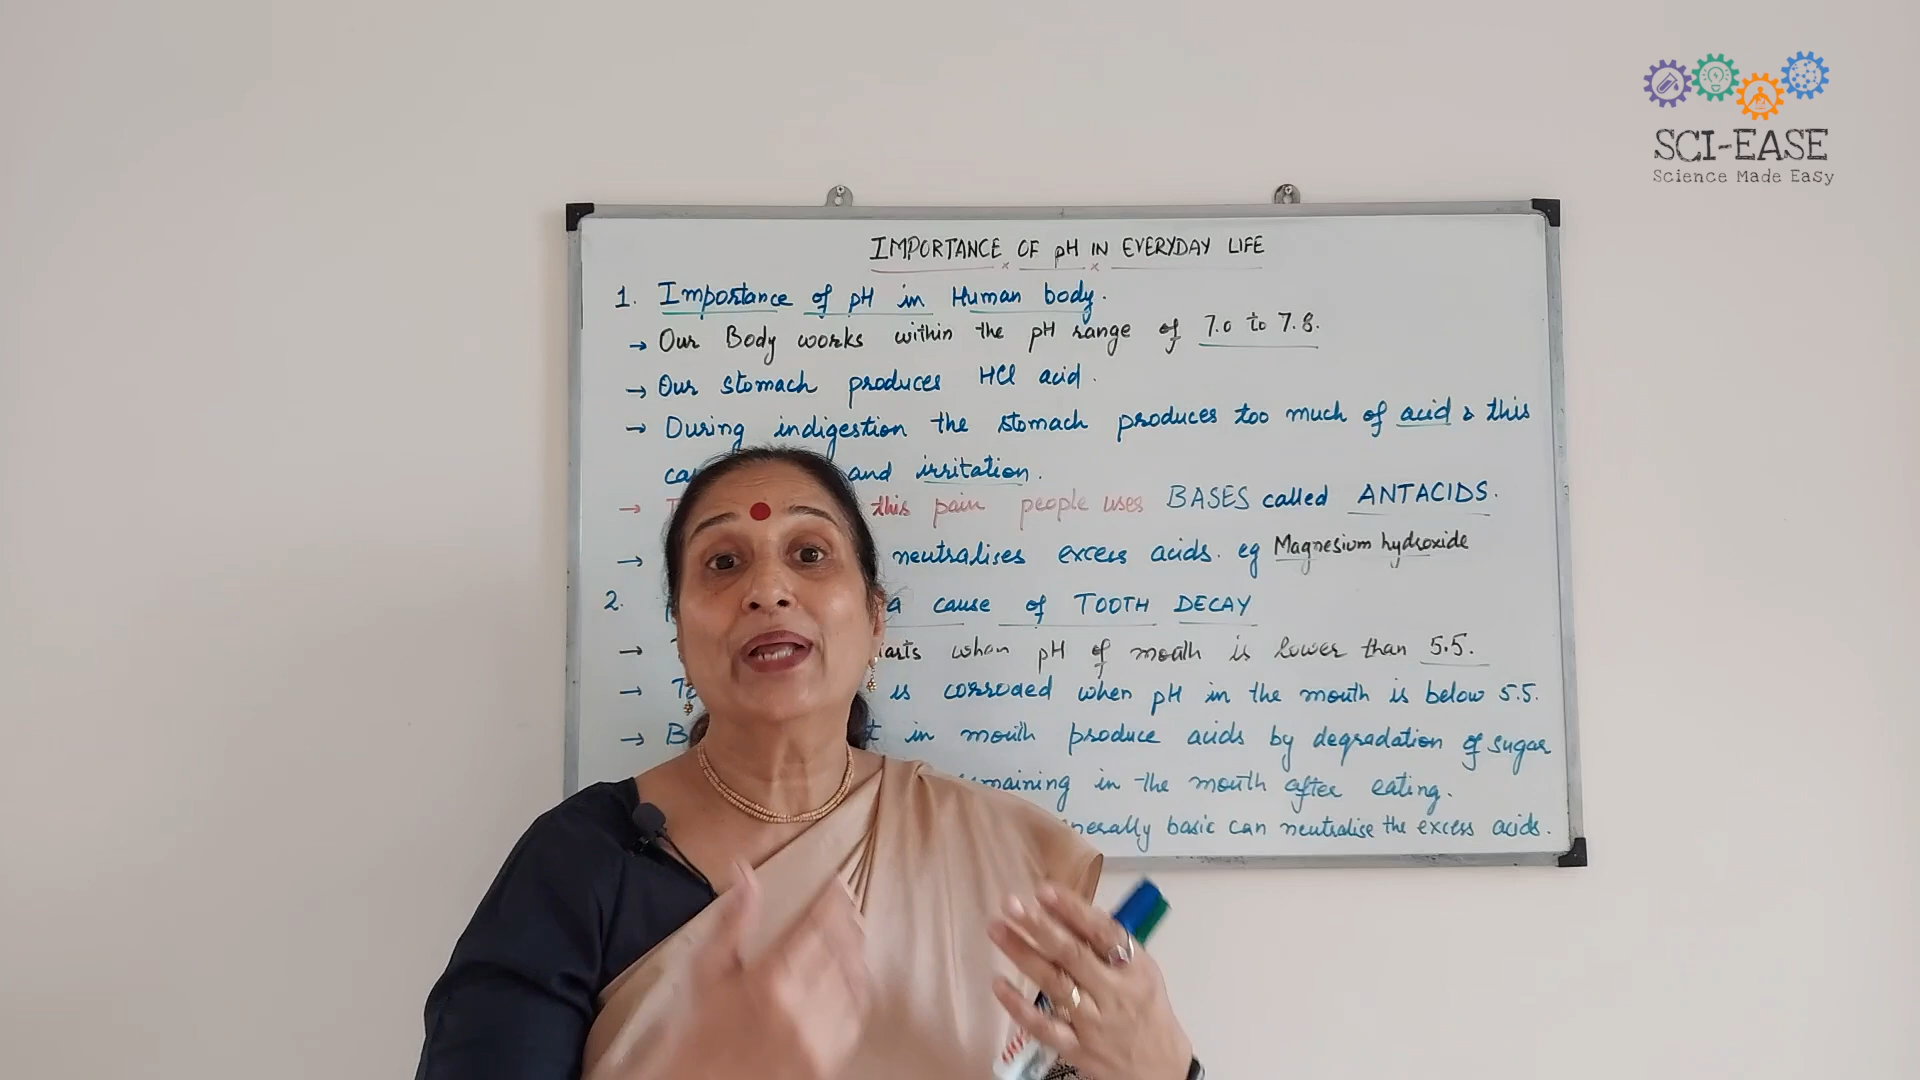 SCI-EASE
Science Made Easy
IMPORTANCE OF pH IN EVERYDAY LIFE
1. Importance of pH in Human body.
→ Our Body works within the pH range of 7.0 to 7.8.
→ Our stomach produces HCl acid.
→ During indigestion the stomach produces too much of acid & this
and irritation.
→ this pain people uses BASES called ANTACIDS.
→ neutralises excess acids. eg Magnesium hydroxide
2. a cause of TOOTH DECAY
→ when pH of mouth is lower than 5.5.
→ is corroded when pH in the mouth is below 5.5.
→ in mouth produce acids by degradation of sugar
in the mouth after eating.
basic can neutralise the excess acids.